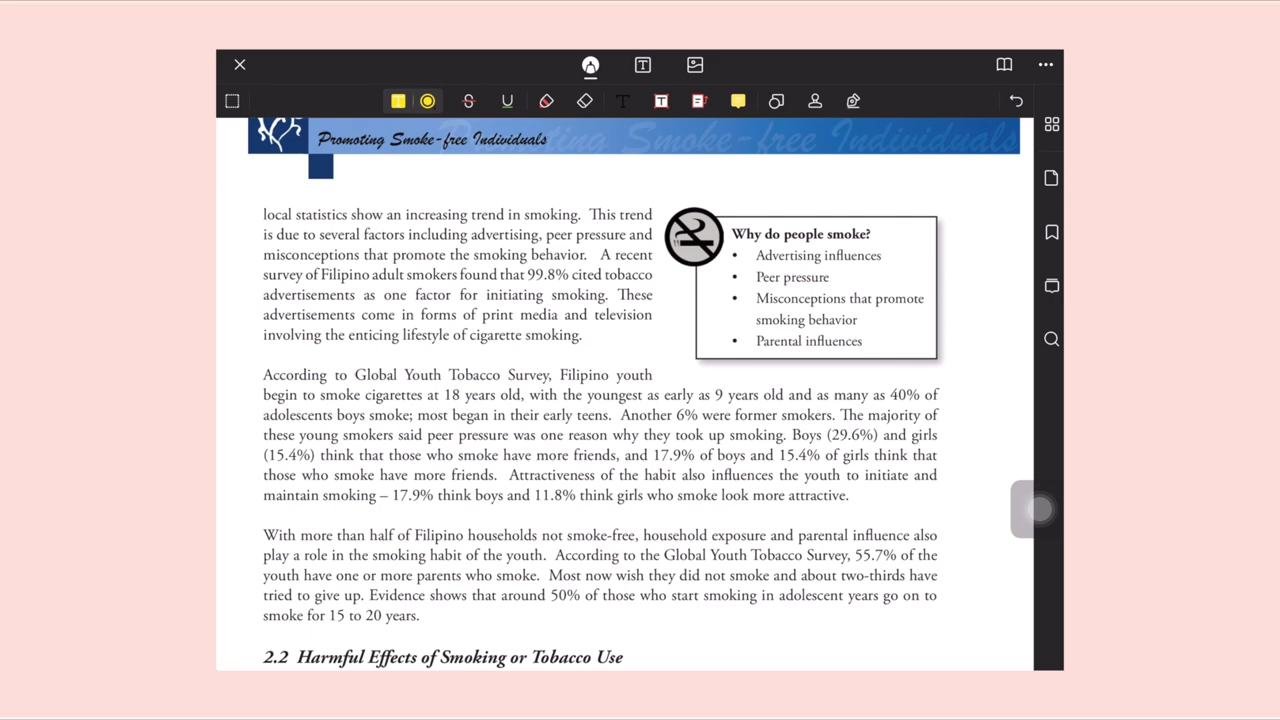 Promoting Smoke-free Individuals
local statistics show an increasing trend in smoking. This trend
is due to several factors including advertising, peer pressure and
misconceptions that promote the smoking behavior. A recent
survey of Filipino adult smokers found that 99.8% cited tobacco
advertisements as one factor for initiating smoking. These
advertisements come in forms of print media and television
involving the enticing lifestyle of cigarette smoking.
Why do people smoke?
• Advertising influences
• Peer pressure
• Misconceptions that promote
smoking behavior
• Parental influences
According to Global Youth Tobacco Survey, Filipino youth
begin to smoke cigarettes at 18 years old, with the youngest as early as 9 years old and as many as 40% of
adolescents boys smoke; most began in their early teens. Another 6% were former smokers. The majority of
these young smokers said peer pressure was one reason why they took up smoking. Boys (29.6%) and girls
(15.4%) think that those who smoke have more friends, and 17.9% of boys and 15.4% of girls think that
those who smoke have more friends. Attractiveness of the habit also influences the youth to initiate and
maintain smoking – 17.9% think boys and 11.8% think girls who smoke look more attractive.
With more than half of Filipino households not smoke-free, household exposure and parental influence also
play a role in the smoking habit of the youth. According to the Global Youth Tobacco Survey, 55.7% of the
youth have one or more parents who smoke. Most now wish they did not smoke and about two-thirds have
tried to give up. Evidence shows that around 50% of those who start smoking in adolescent years go on to
smoke for 15 to 20 years.
2.2 Harmful Effects of Smoking or Tobacco Use